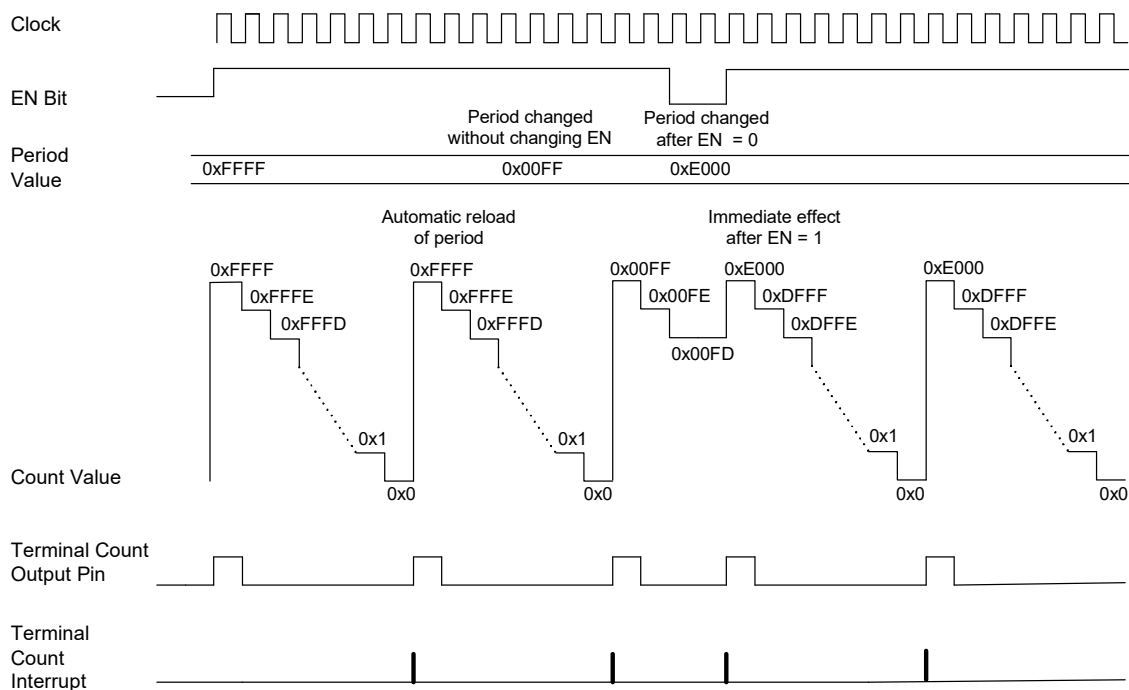 Clock
EN Bit
Period changed
without changing EN
Period changed
after EN = 0
Period
Value
0xFFFF
0x00FF
0xE000
Automatic reload
of period
Immediate effect
after EN = 1
0xFFFF
0xFFFF
0x00FF
0xE000
0xE000
0xFFFE
0xFFFE
0x00FE
0xDFFF
0xDFFF
0xFFFD
0xFFFD
0xDFFE
0xDFFE
0x00FD
0x1
0x1
0x1
0x1
Count Value
0x0
0x0
0x0
0x0
Terminal Count
Output Pin
Terminal
Count
Interrupt